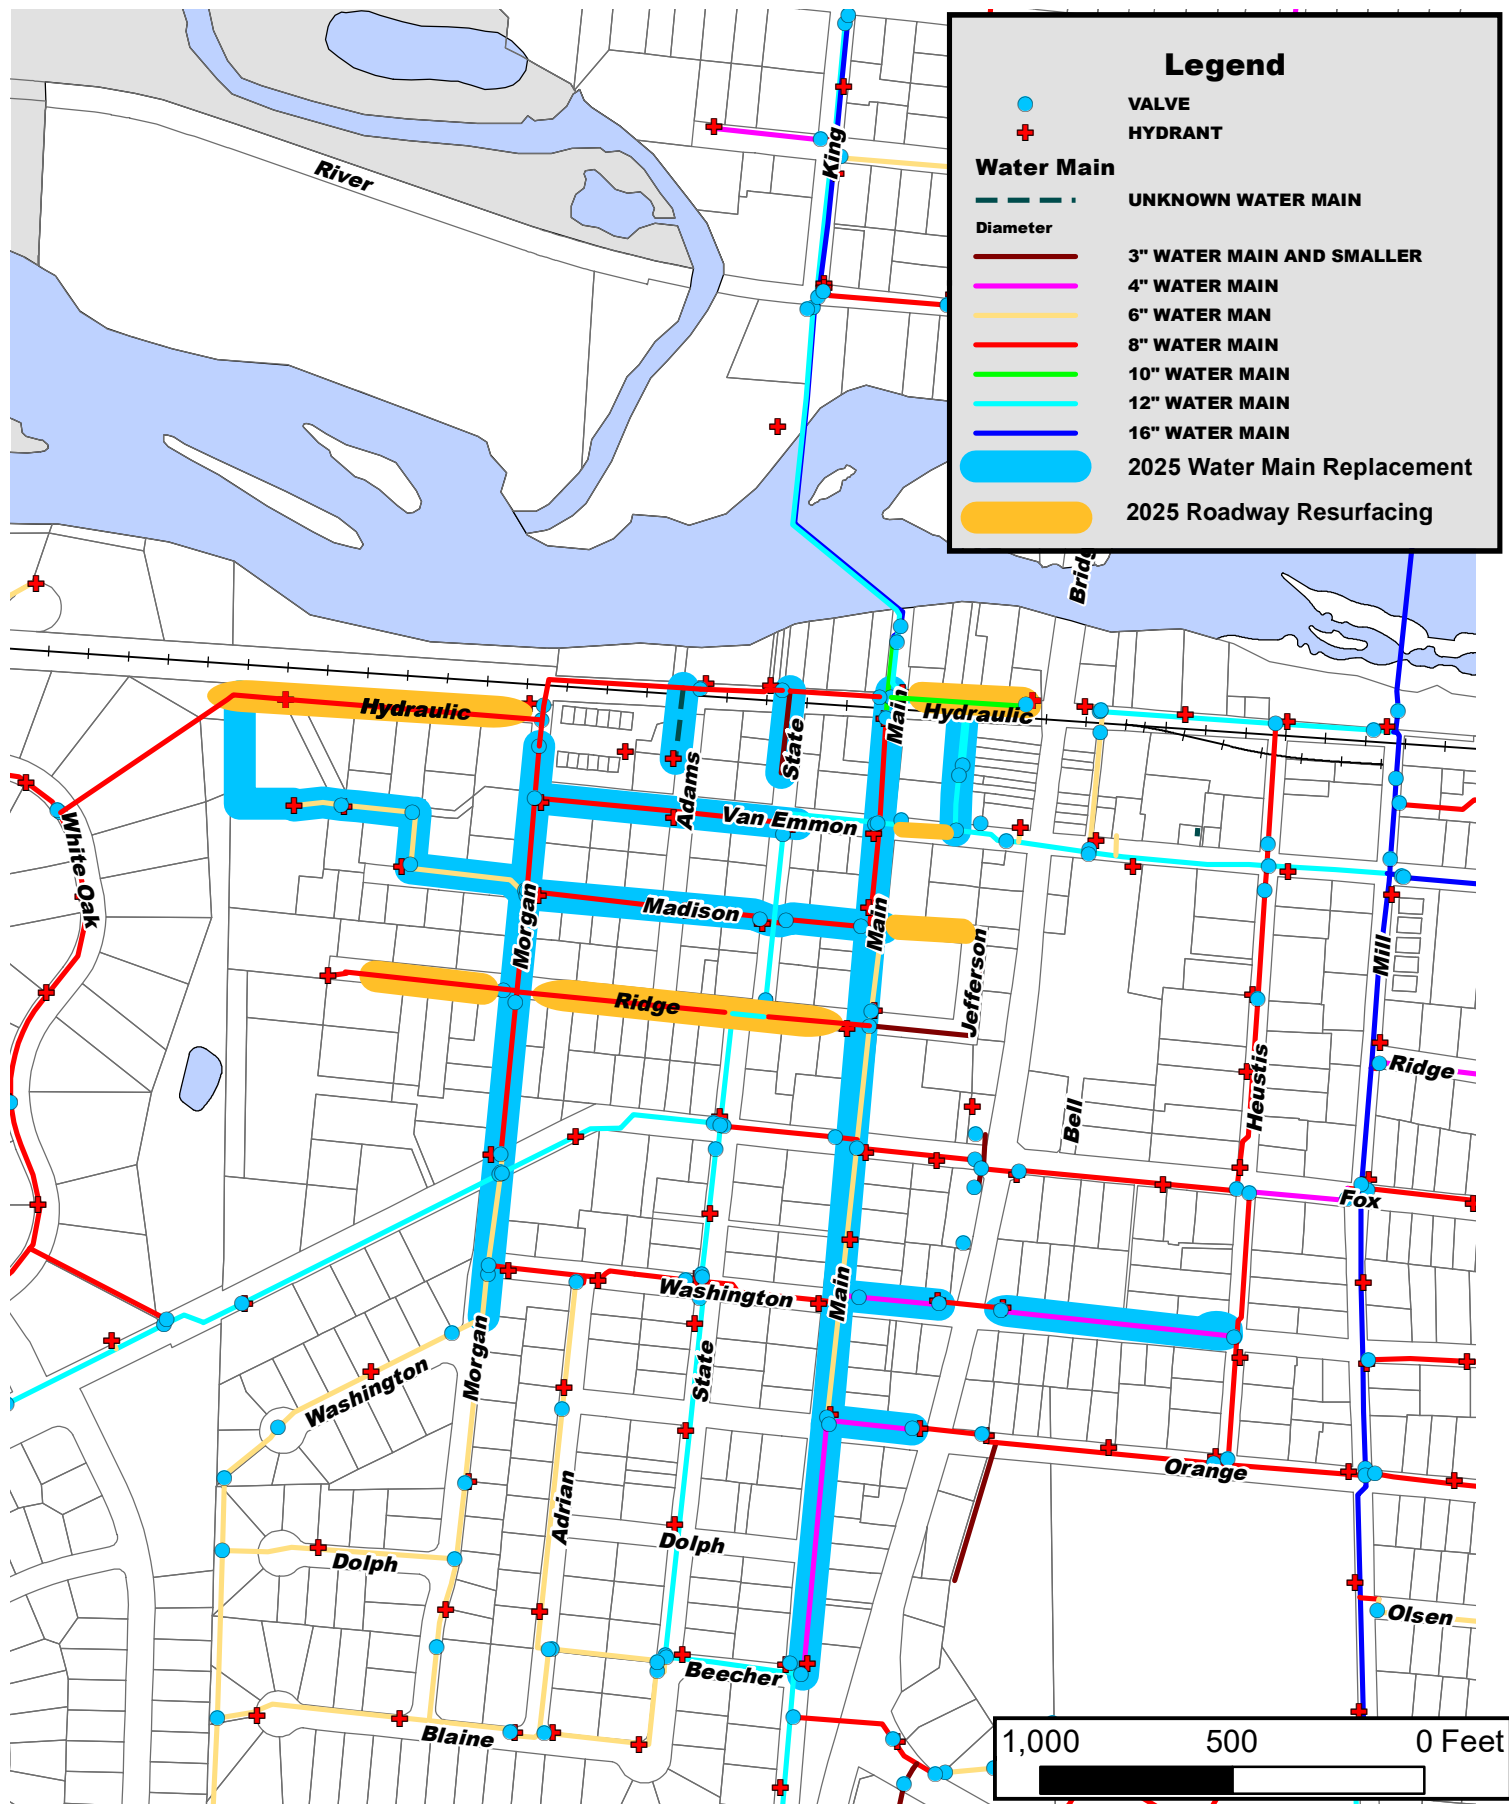 Legend
VALVE
HYDRANT
Water Main
UNKNOWN WATER MAIN
Diameter
3" WATER MAIN AND SMALLER
4" WATER MAIN
6" WATER MAN
8" WATER MAIN
10" WATER MAIN
12" WATER MAIN
16" WATER MAIN
2025 Water Main Replacement
2025 Roadway Resurfacing
King
River
Hydraulic
Main
Hydraulic
State
Adams
Van Emmon
White Oak
Madison
Morgan
Main
Jefferson
Mill
Ridge
Ridge
Heustis
Bell
Fox
Washington
Main
Morgan
Washington
State
Orange
Adrian
Dolph
Dolph
Olsen
Beecher
Blaine
1,000 500 0 Feet